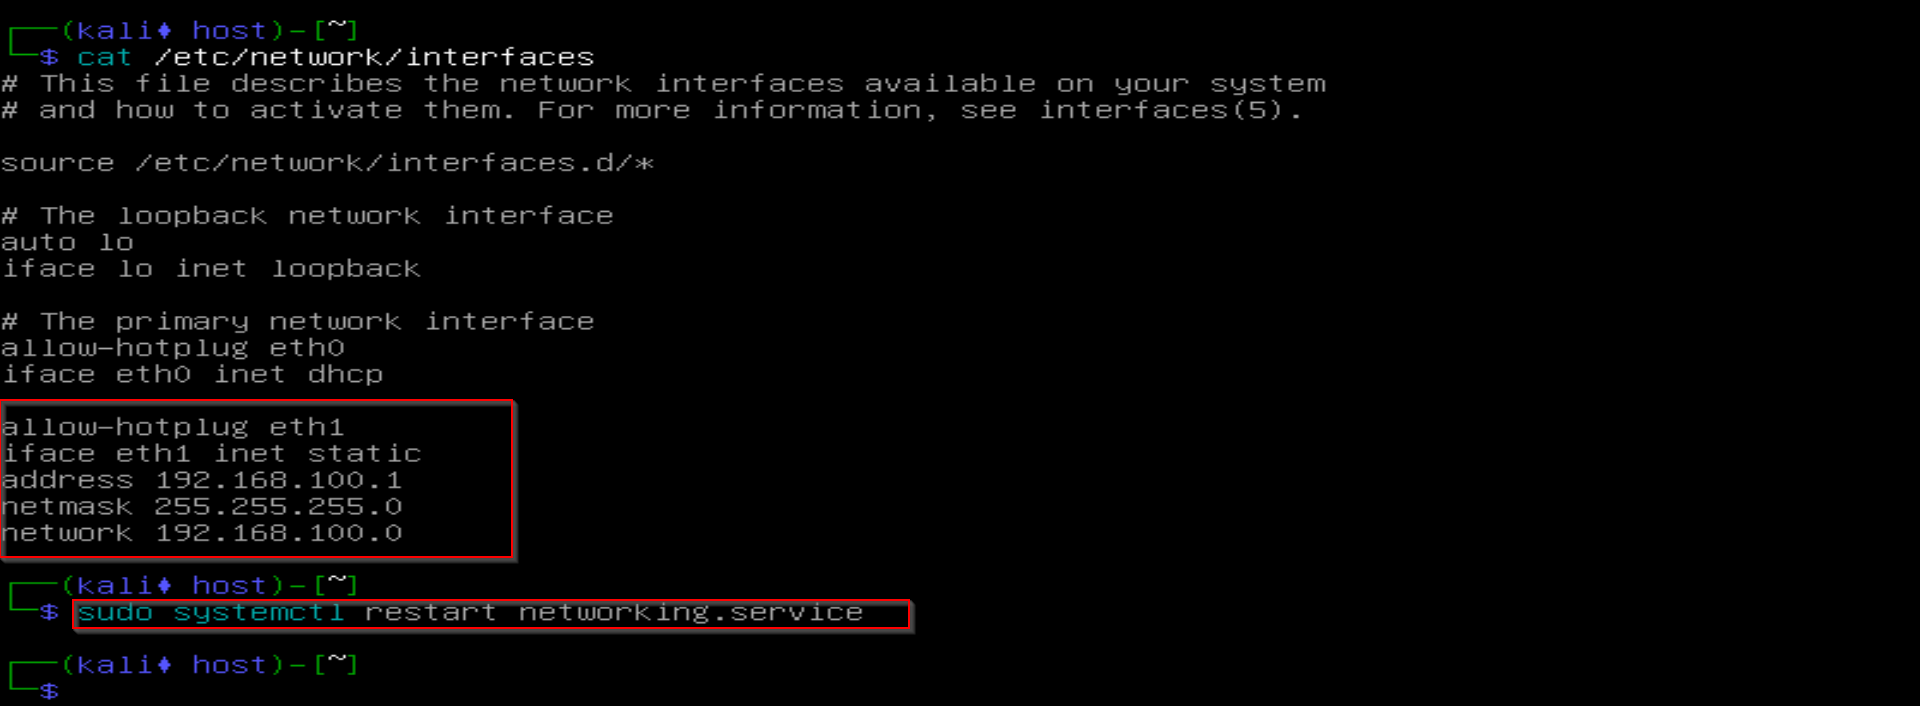 ┌──(kali♦ host)-[~]
└─$ cat /etc/network/interfaces
# This file describes the network interfaces available on your system
# and how to activate them. For more information, see interfaces(5).
source /etc/network/interfaces.d/*
# The loopback network interface
auto lo
iface lo inet loopback
# The primary network interface
allow-hotplug eth0
iface eth0 inet dhcp
allow-hotplug eth1
iface eth1 inet static
address 192.168.100.1
netmask 255.255.255.0
network 192.168.100.0
┌──(kali♦ host)-[~]
└─$ sudo systemctl restart networking.service
┌──(kali♦ host)-[~]
└─$